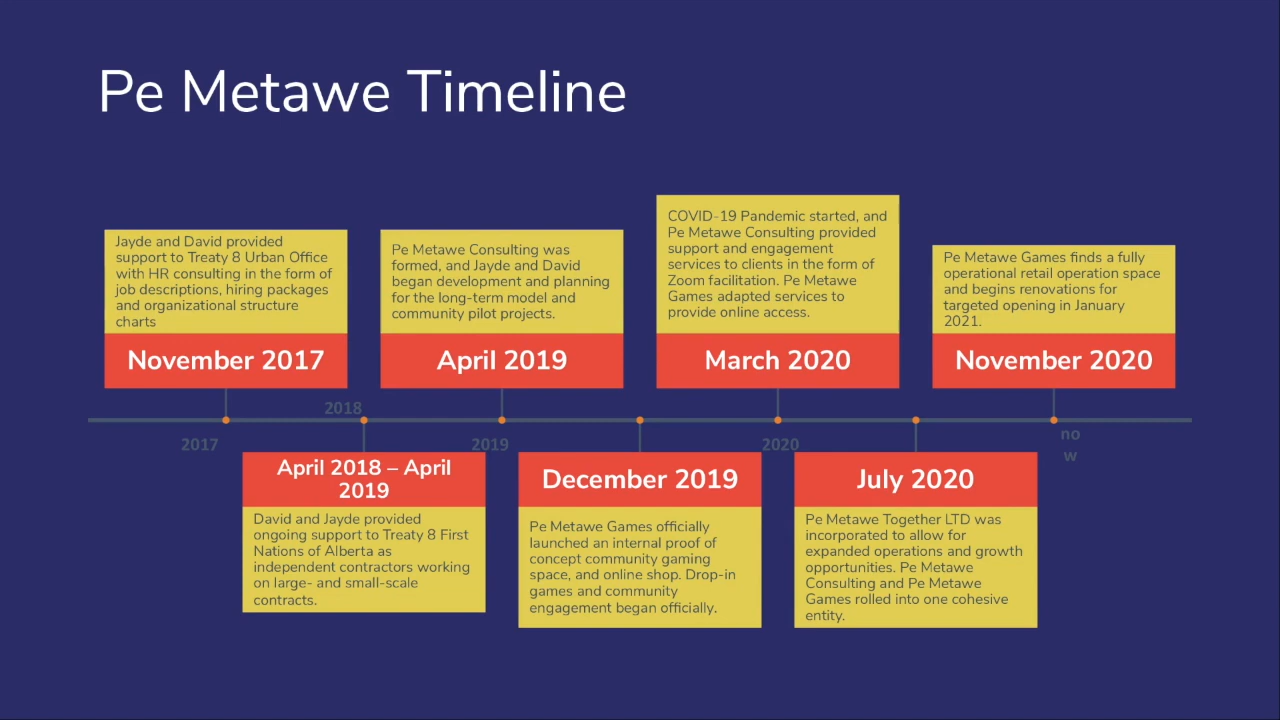 Pe Metawe Timeline
Jayde and David provided
support to Treaty 8 Urban Office
with HR consulting in the form of
job descriptions, hiring packages
and organizational structure
charts
November 2017
Pe Metawe Consulting was
formed, and Jayde and David
began development and planning
for the long-term model and
community pilot projects.
April 2019
COVID-19 Pandemic started, and
Pe Metawe Consulting provided
support and engagement
services to clients in the form of
Zoom facilitation. Pe Metawe
Games adapted services to
provide online access.
March 2020
Pe Metawe Games finds a fully
operational retail operation space
and begins renovations for
targeted opening in January
2021.
November 2020
2017
2018
2019
2020
no
w
April 2018 – April
2019
David and Jayde provided
ongoing support to Treaty 8 First
Nations of Alberta as
independent contractors working
on large- and small-scale
contracts.
December 2019
Pe Metawe Games officially
launched an internal proof of
concept community gaming
space, and online shop. Drop-in
games and community
engagement began officially.
July 2020
Pe Metawe Together LTD was
incorporated to allow for
expanded operations and growth
opportunities. Pe Metawe
Consulting and Pe Metawe
Games rolled into one cohesive
entity.